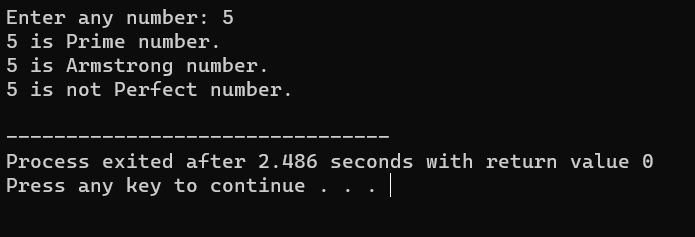 Enter any number: 5
5 is Prime number.
5 is Armstrong number.
5 is not Perfect number.
--------------------------------
Process exited after 2.486 seconds with return value 0
Press any key to continue . . .